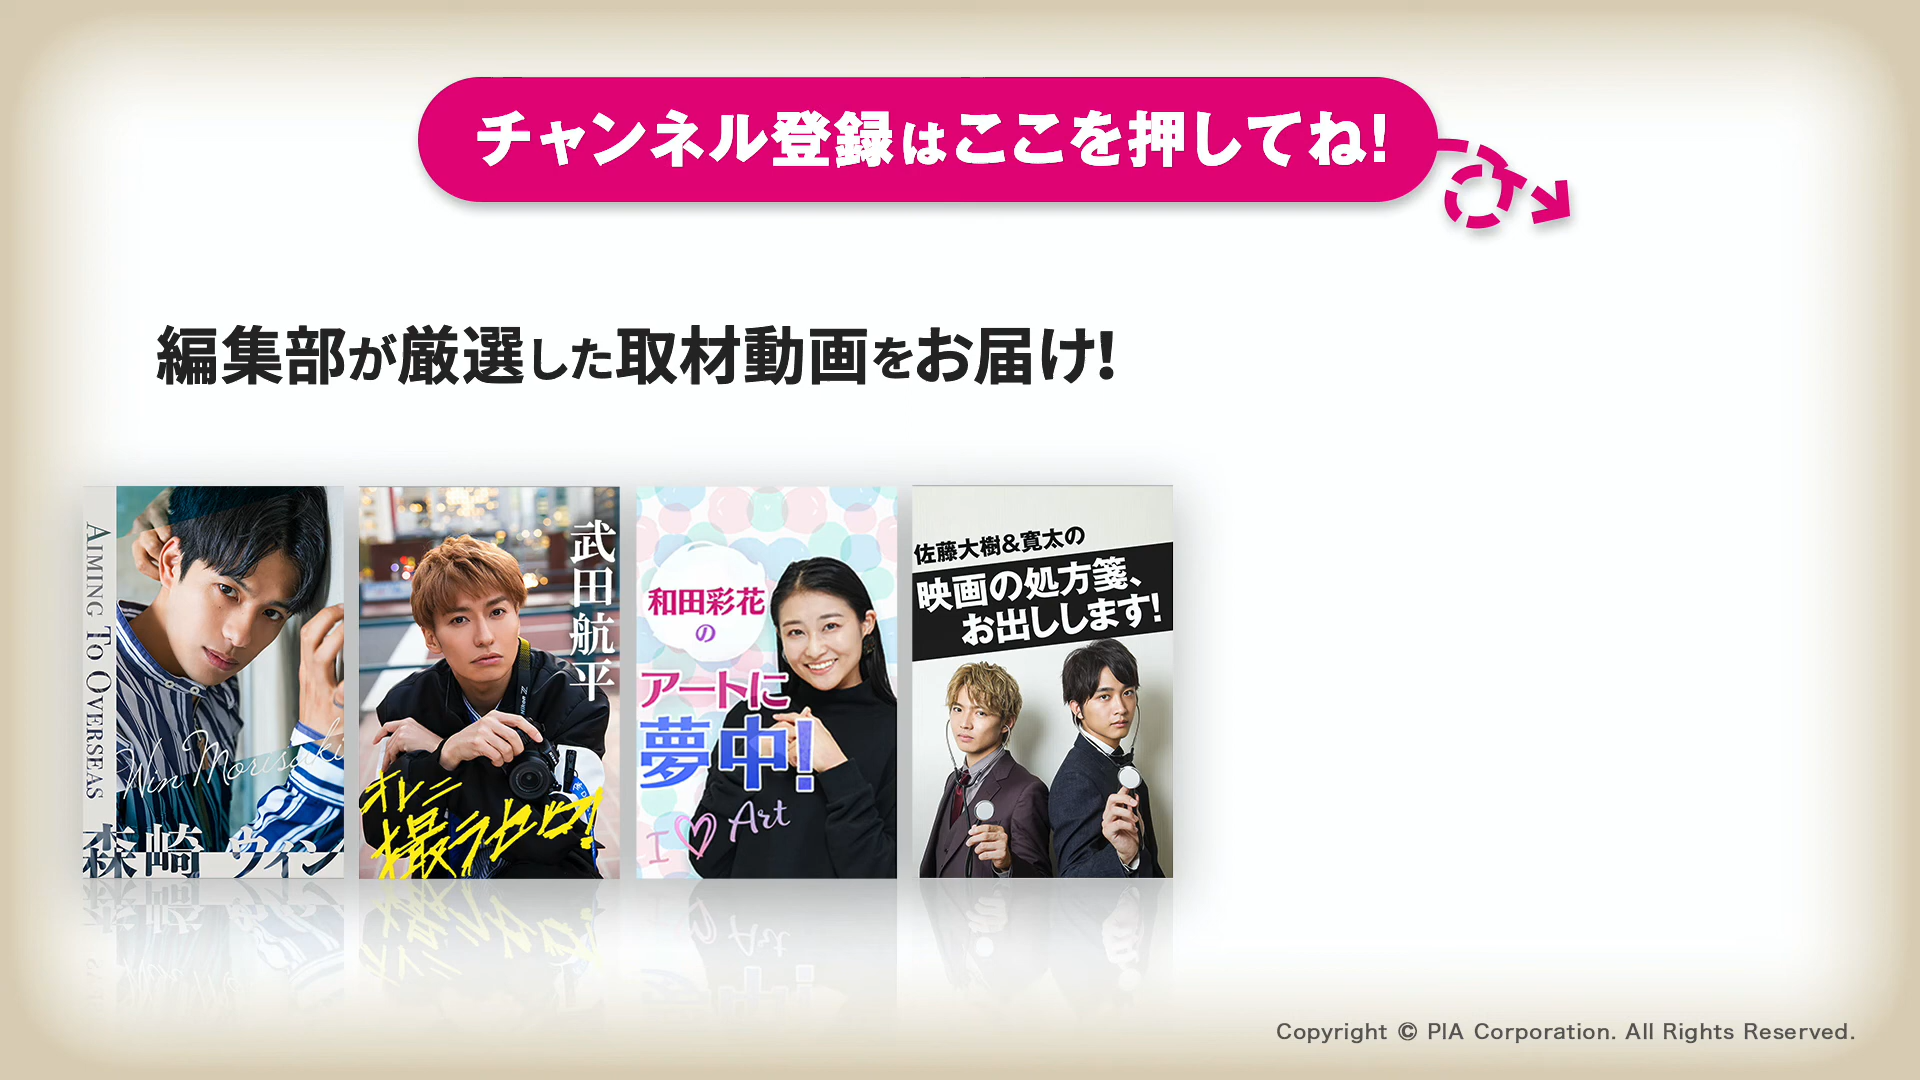 チャンネル登録はここを押してね!
編集部が厳選した取材動画をお届け!
AIMING TO OVERSEAS
Win Morisaki
森崎 ウィン
武田航平
オレニ
撮ラセロ!
和田彩花
の
アートに
夢中!
I♡Art
佐藤大樹&寛太の
映画の処方箋、
お出しします!
Copyright © PIA Corporation. All Rights Reserved.